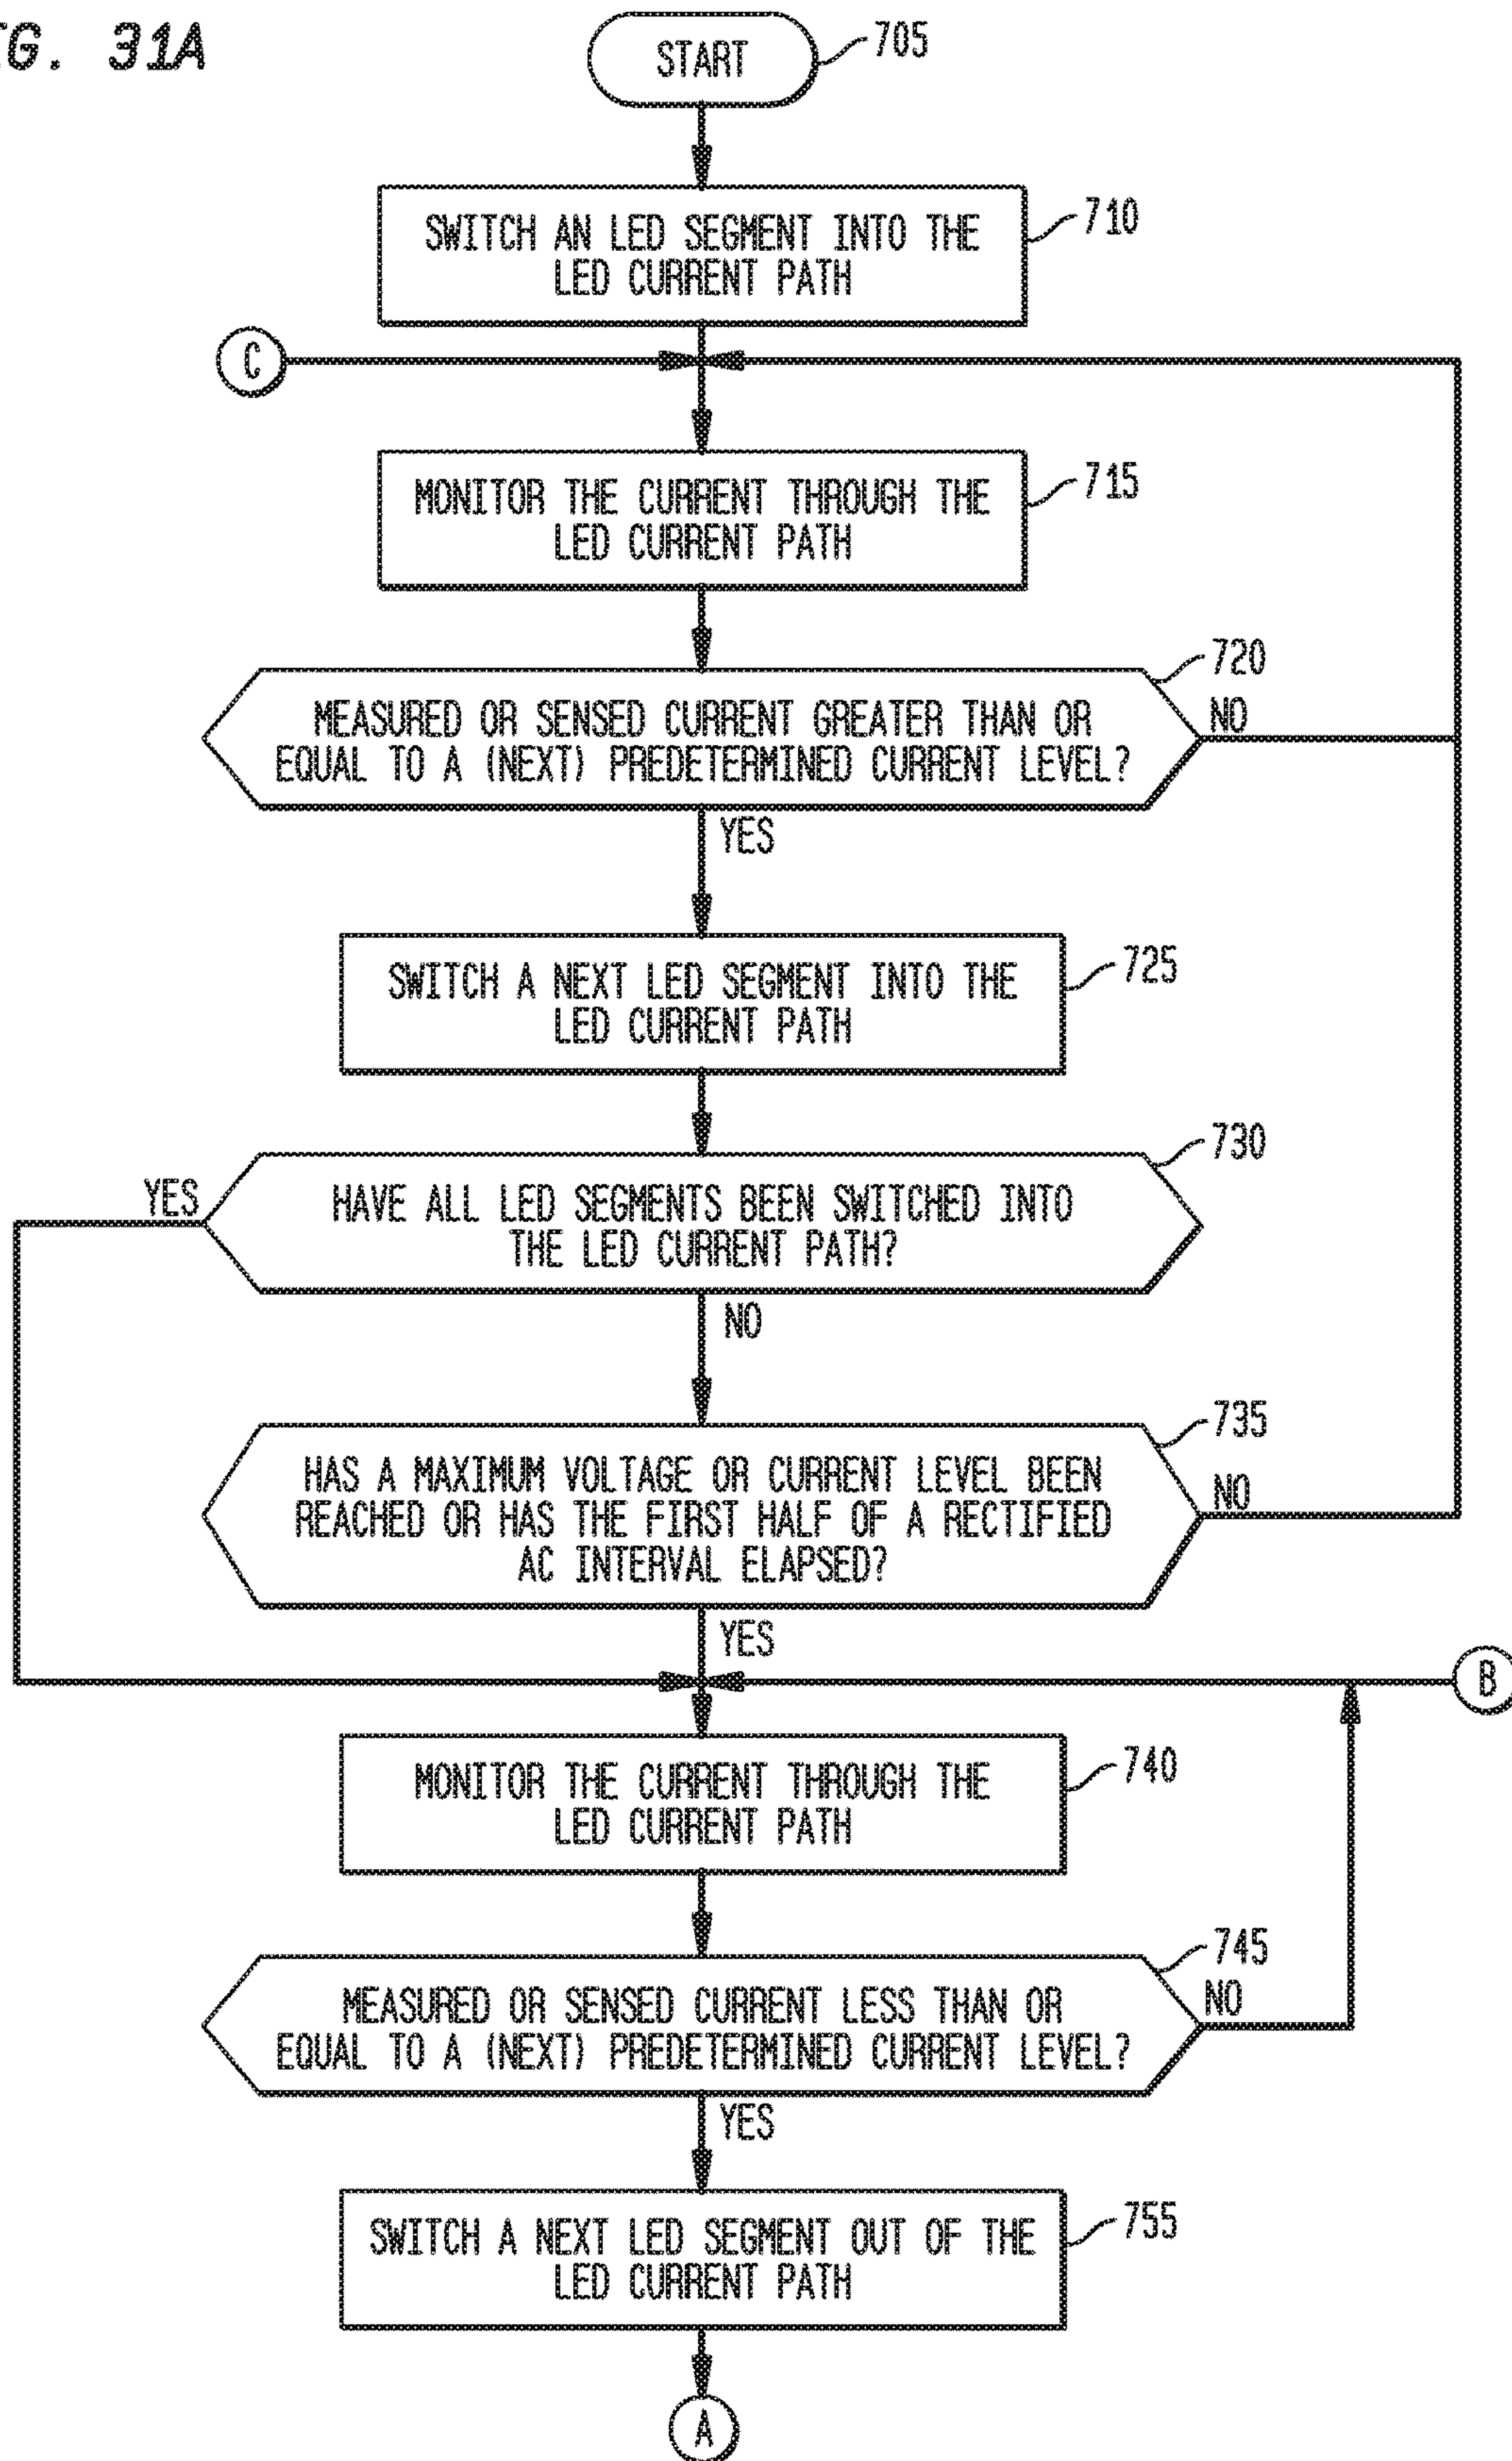 IG. 31A
START
705
SWITCH AN LED SEGMENT INTO THE
LED CURRENT PATH
710
C
MONITOR THE CURRENT THROUGH THE
LED CURRENT PATH
715
720
MEASURED OR SENSED CURRENT GREATER THAN OR
EQUAL TO A (NEXT) PREDETERMINED CURRENT LEVEL?
NO
YES
SWITCH A NEXT LED SEGMENT INTO THE
LED CURRENT PATH
725
730
YES
HAVE ALL LED SEGMENTS BEEN SWITCHED INTO
THE LED CURRENT PATH?
NO
735
HAS A MAXIMUM VOLTAGE OR CURRENT LEVEL BEEN
REACHED OR HAS THE FIRST HALF OF A RECTIFIED
AC INTERVAL ELAPSED?
NO
YES
B
MONITOR THE CURRENT THROUGH THE
LED CURRENT PATH
740
745
MEASURED OR SENSED CURRENT LESS THAN OR
EQUAL TO A (NEXT) PREDETERMINED CURRENT LEVEL?
NO
YES
SWITCH A NEXT LED SEGMENT OUT OF THE
LED CURRENT PATH
755
A